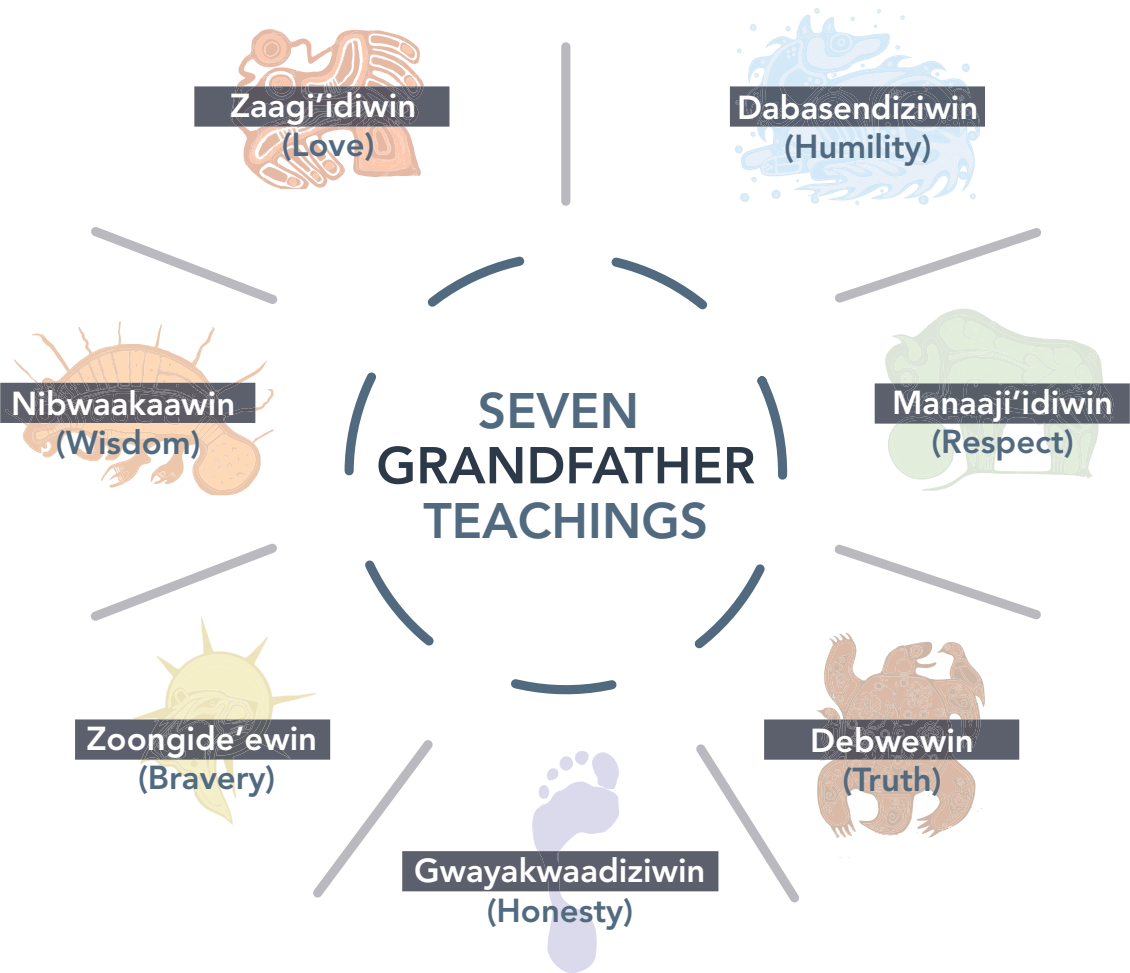 Zaagi’idiwin
(Love)
Dabasendiziwin
(Humility)
Nibwaakaawin
(Wisdom)
SEVEN
GRANDFATHER
TEACHINGS
Manaaji’idiwin
(Respect)
Zoongide’ewin
(Bravery)
Debwewin
(Truth)
Gwayakwaadiziwin
(Honesty)